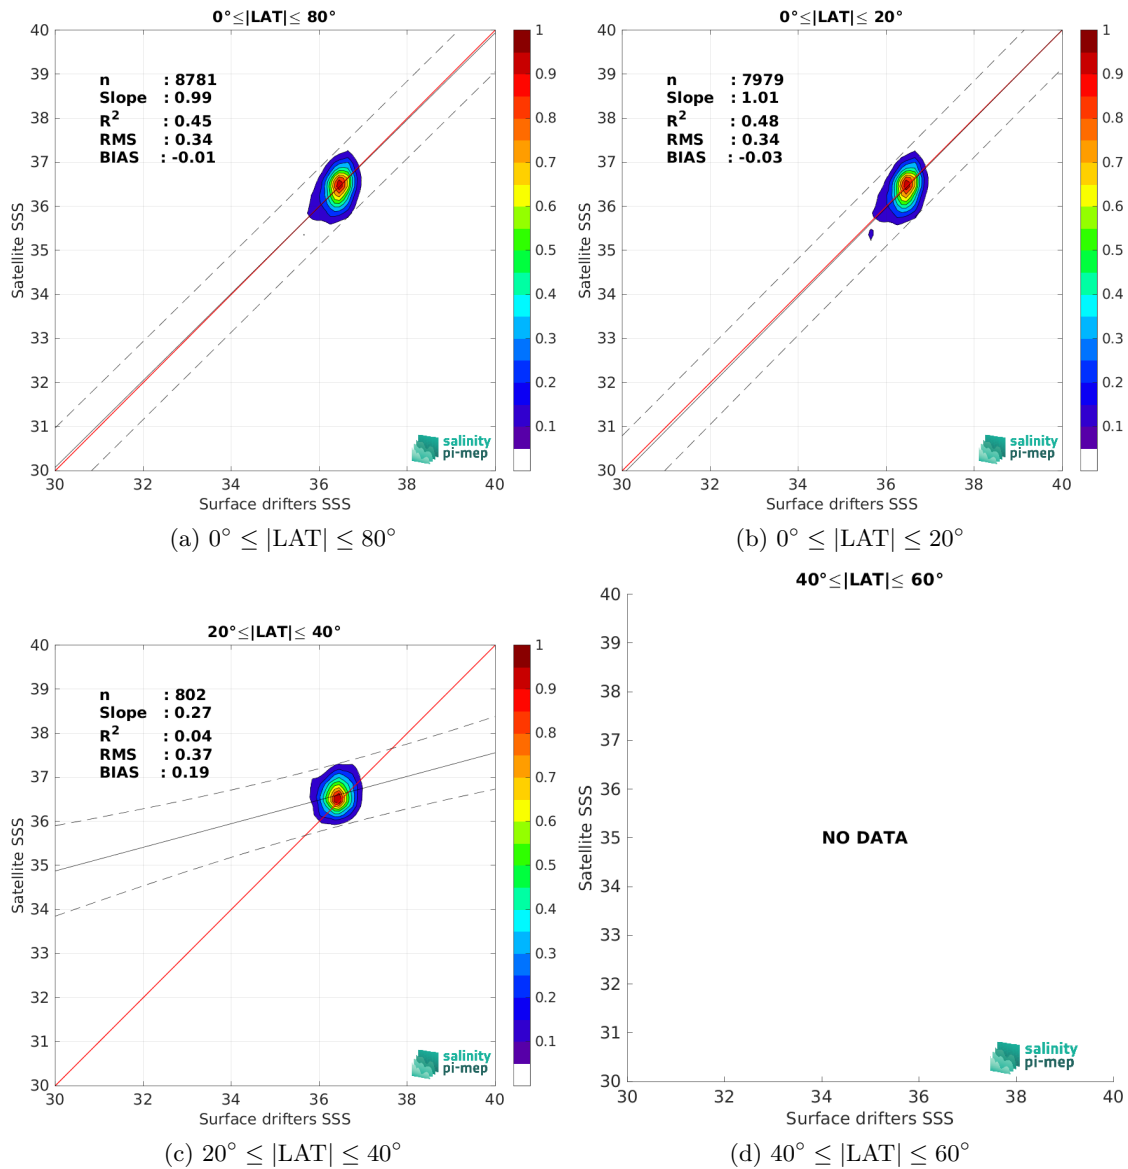 0°≤|LAT|≤ 80°
40
39
38
37
36
35
34
33
32
31
30
Satellite SSS
n : 8781
Slope : 0.99
R² : 0.45
RMS : 0.34
BIAS : -0.01
1
0.9
0.8
0.7
0.6
0.5
0.4
0.3
0.2
0.1
salinity
pi-mep
30 32 34 36 38 40
Surface drifters SSS
(a) 0° ≤ |LAT| ≤ 80°
0°≤|LAT|≤ 20°
40
39
38
37
36
35
34
33
32
31
30
Satellite SSS
n : 7979
Slope : 1.01
R² : 0.48
RMS : 0.34
BIAS : -0.03
1
0.9
0.8
0.7
0.6
0.5
0.4
0.3
0.2
0.1
salinity
pi-mep
30 32 34 36 38 40
Surface drifters SSS
(b) 0° ≤ |LAT| ≤ 20°
20°≤|LAT|≤ 40°
40
39
38
37
36
35
34
33
32
31
30
Satellite SSS
n : 802
Slope : 0.27
R² : 0.04
RMS : 0.37
BIAS : 0.19
1
0.9
0.8
0.7
0.6
0.5
0.4
0.3
0.2
0.1
salinity
pi-mep
30 32 34 36 38 40
Surface drifters SSS
(c) 20° ≤ |LAT| ≤ 40°
40°≤|LAT|≤ 60°
40
39
38
37
36
35
34
33
32
31
30
Satellite SSS
NO DATA
salinity
pi-mep
30 32 34 36 38 40
Surface drifters SSS
(d) 40° ≤ |LAT| ≤ 60°